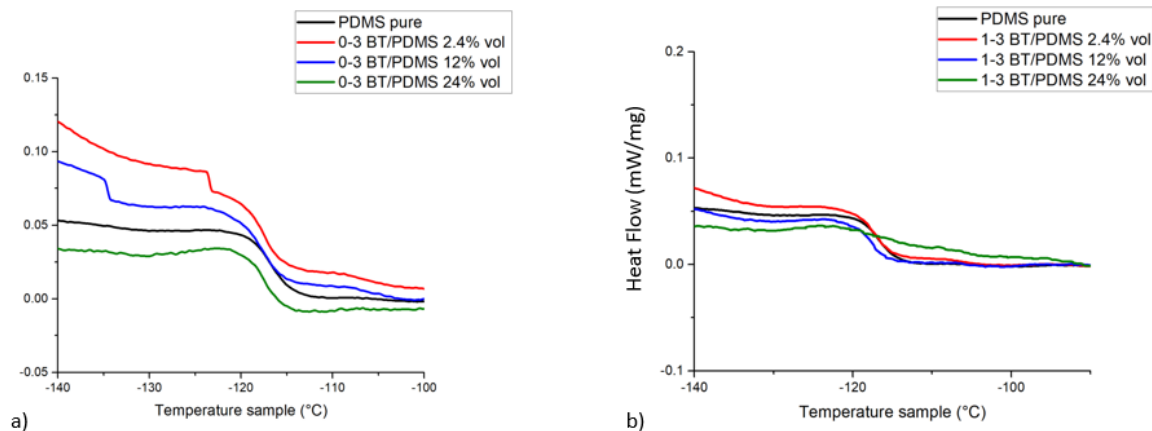 PDMS pure
0-3 BT/PDMS 2.4% vol
0-3 BT/PDMS 12% vol
0-3 BT/PDMS 24% vol
0.15
0.10
0.05
0.00
-0.05
-140
-130
-120
-110
-100
Temperature sample (°C)
a)
PDMS pure
1-3 BT/PDMS 2.4% vol
1-3 BT/PDMS 12% vol
1-3 BT/PDMS 24% vol
Heat Flow (mW/mg)
0.2
0.1
0.0
-0.1
-140
-120
-100
Temperature sample (°C)
b)